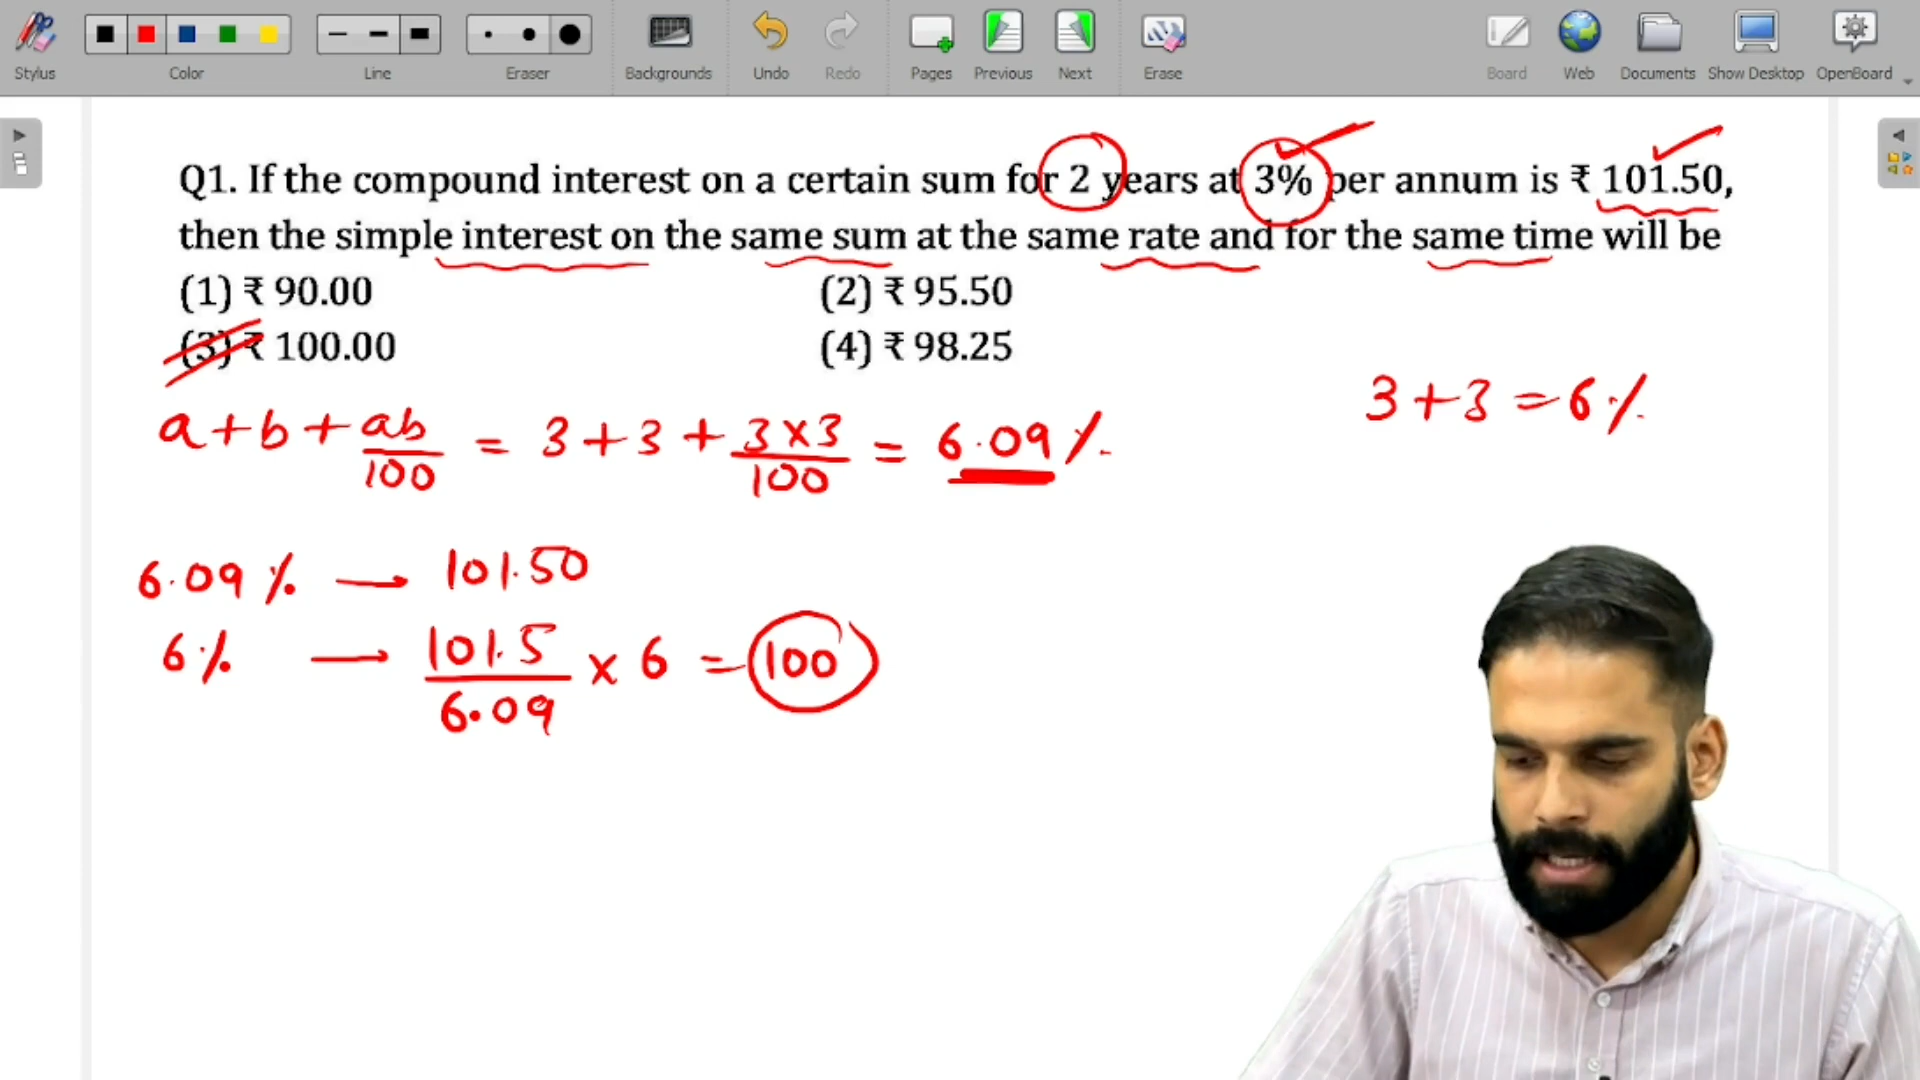 Stylus Color Line Eraser Backgrounds Undo Redo Pages Previous Next Erase Board Web Documents Show Desktop OpenBoard
Q1. If the compound interest on a certain sum for 2 years at 3% per annum is ₹ 101.50,
then the simple interest on the same sum at the same rate and for the same time will be
(1) ₹ 90.00 (2) ₹ 95.50
(3) ₹ 100.00 (4) ₹ 98.25
3 + 3 = 6%
a + b + ab/100 = 3 + 3 + 3×3/100 = 6.09%
6.09% → 101.50
6% → 101.5/6.09 × 6 = 100